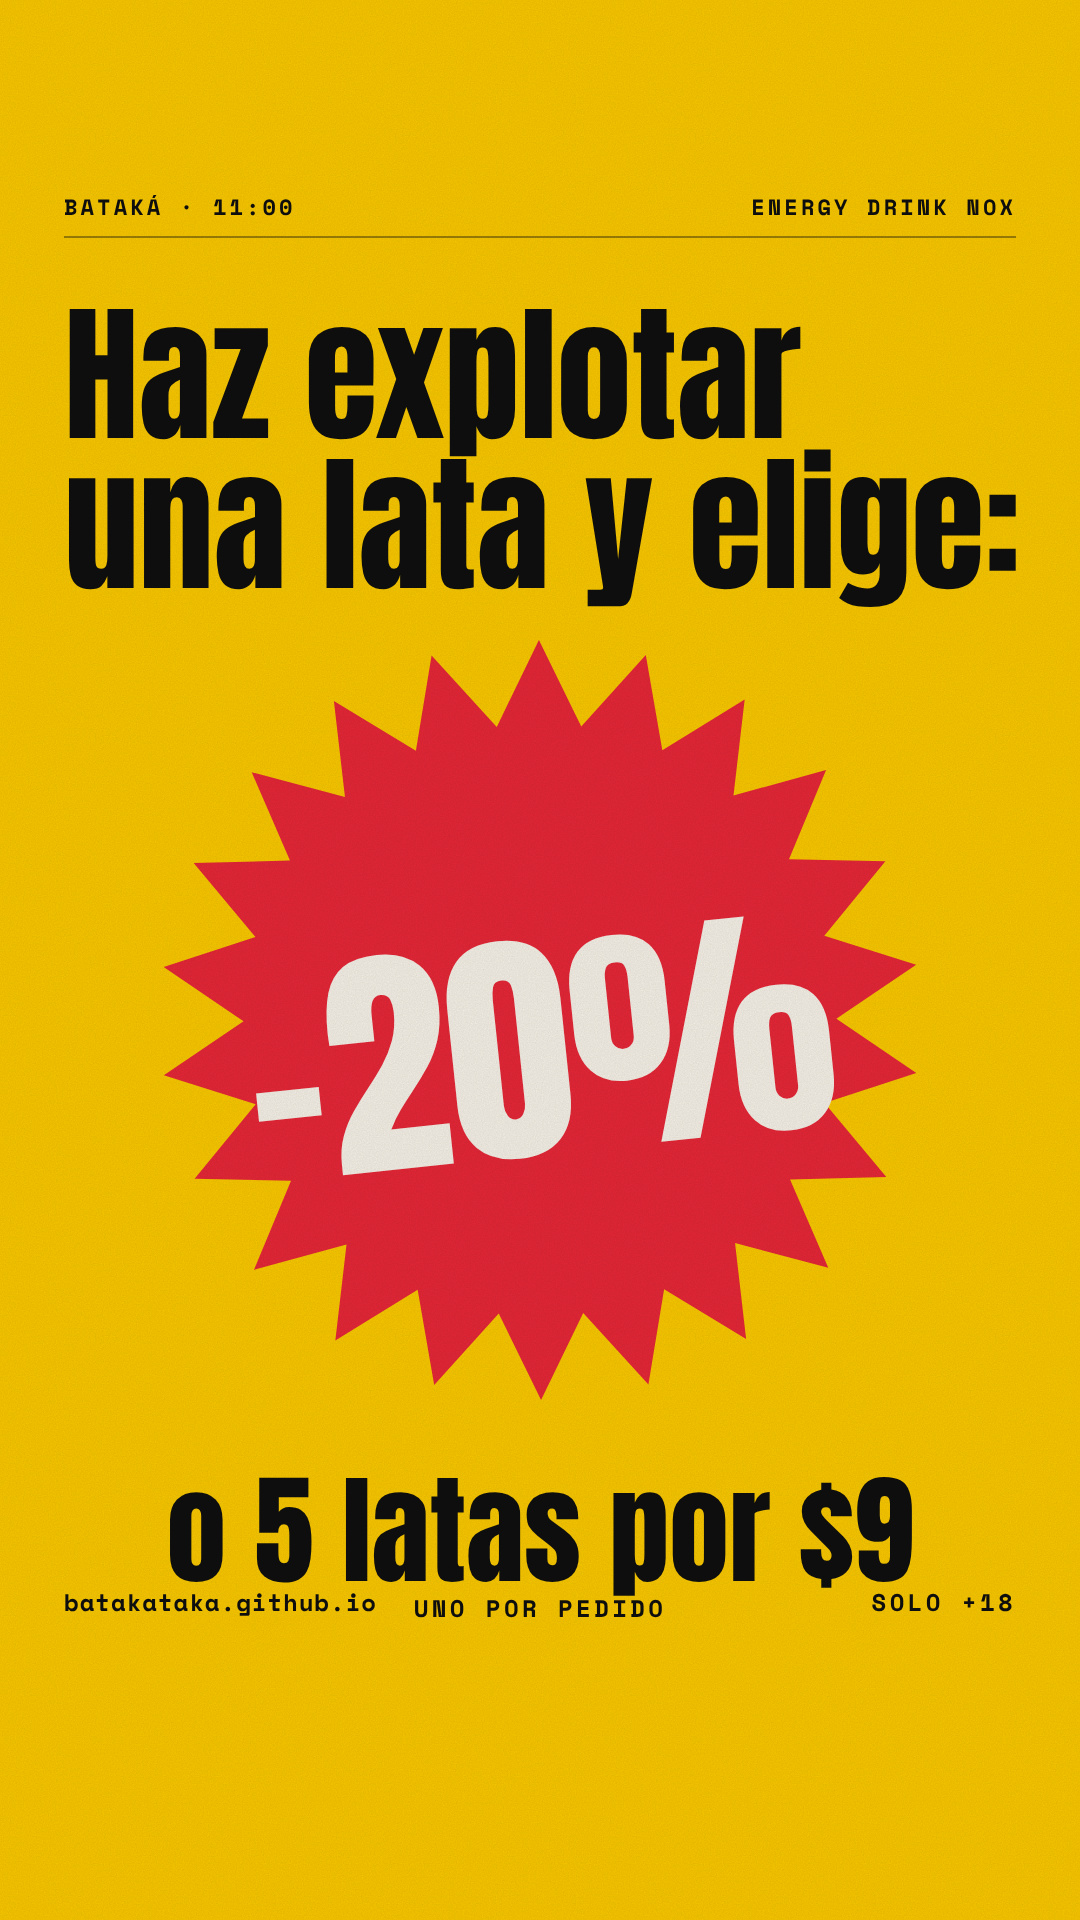 BATAKÁ · 11:00
ENERGY DRINK NOX
Haz explotar
una lata y elige:
-20%
o 5 latas por $9
batakataka.github.io
UNO POR PEDIDO
SOLO +18